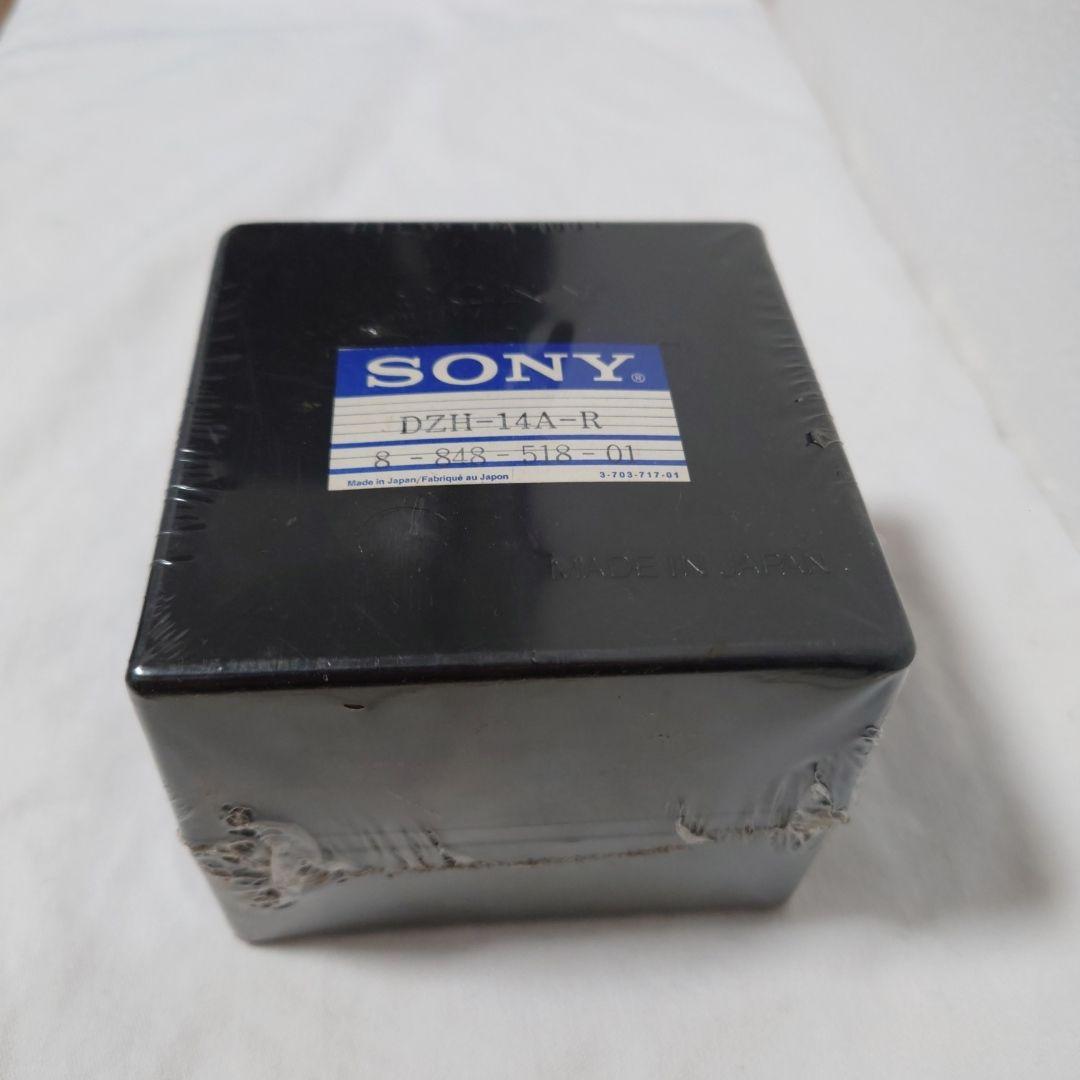 SONY
SONY®
DZH-14A-R
8-848-518-01
Made in Japan/Fabriqué au Japon
3-703-717-01
MADE IN JAPAN